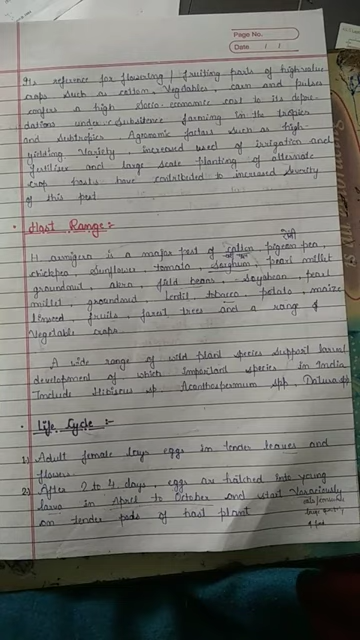 Page No.
Date / /
Its reference for flowering / fruiting parts of high value
crops such as cotton, Vegetables, corn and pulses
confers a high Socio-economic cost to its depre
dations under Subsistence farming in the tropics
and Subtropics Agronomic factors such as high
yielding Variety, increased used of irrigation and
fertilizer and large Scale planting of alternate
crop hosts have contributed to increased Severity
of this pest
• Host Range:-
H. armigera is a major pest of cotton, pigeon pea,
chickpea, Sunflower tomato, Sorghum, pearl millet
groundnut, okra, field beans, Soyabean, pearl
millet, groundnut, lentil, tobacco, potato, maize
linseed, fruits, forest trees and a range of
Vegetable crops
A wide range of wild plant species support larval
development of which important species in India
Include Hibiscus sp. Acanthospermum spp, Datura spp
• Life Cycle :-
1) Adult female lays eggs in tender leaves and
flowers.
2) After 2 to 4 days, eggs are hatched into young
larva in April to October and start Voraciously
on tender pods of host plant